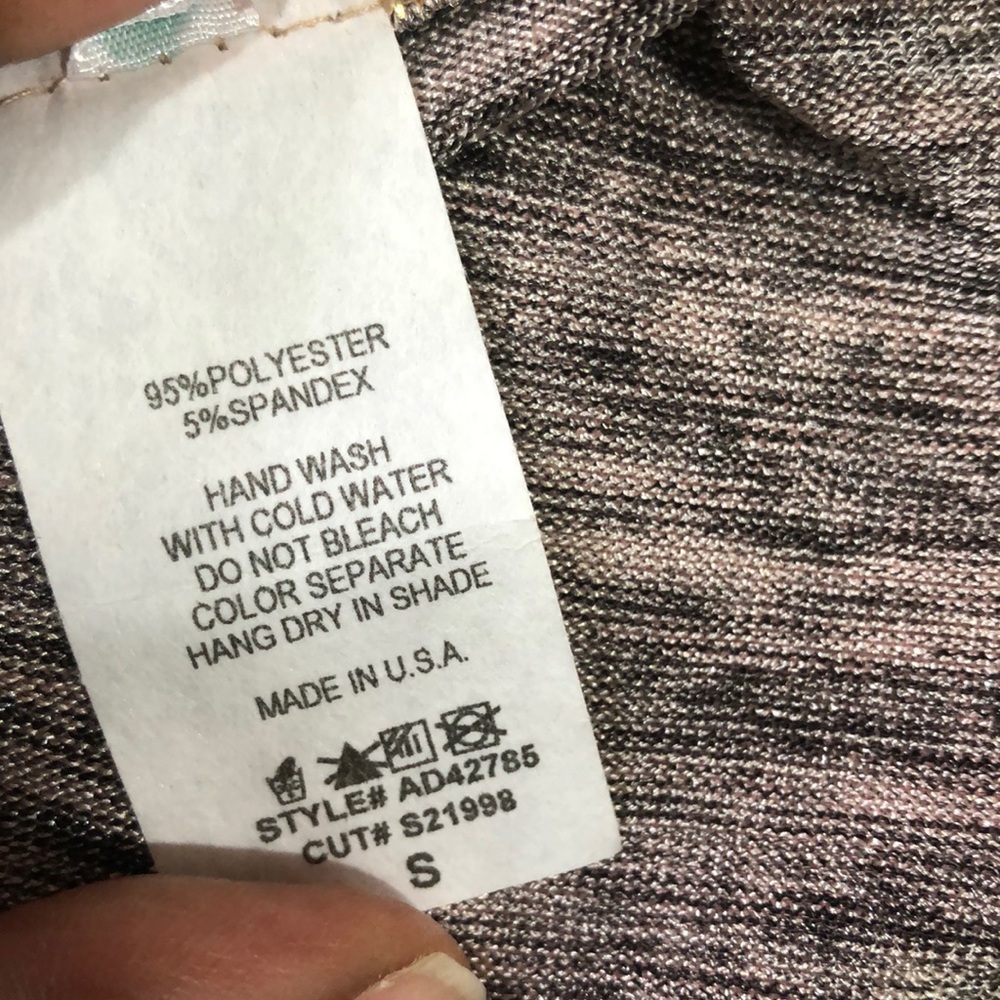 95%POLYESTER
5%SPANDEX
HAND WASH
WITH COLD WATER
DO NOT BLEACH
COLOR SEPARATE
HANG DRY IN SHADE
MADE IN U.S.A.
STYLE# AD42785
CUT# S21998
S